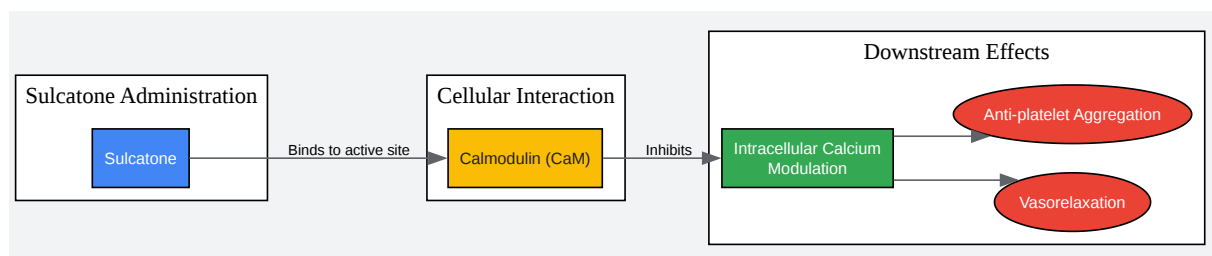 Sulcatone Administration
Sulcatone
Binds to active site
Cellular Interaction
Calmodulin (CaM)
Inhibits
Downstream Effects
Intracellular Calcium
Modulation
Anti-platelet Aggregation
Vasorelaxation